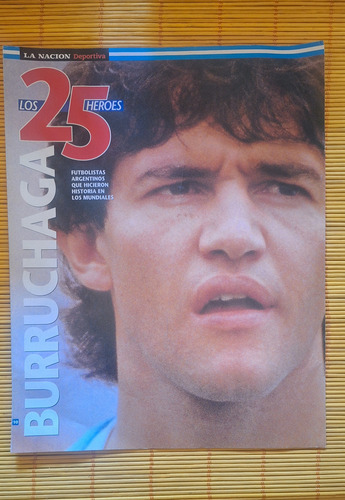 LA NACION Deportiva
LOS 25 HEROES
FUTBOLISTAS
ARGENTINOS
QUE HICIERON
HISTORIA EN
LOS MUNDIALES
BURRUCHAGA